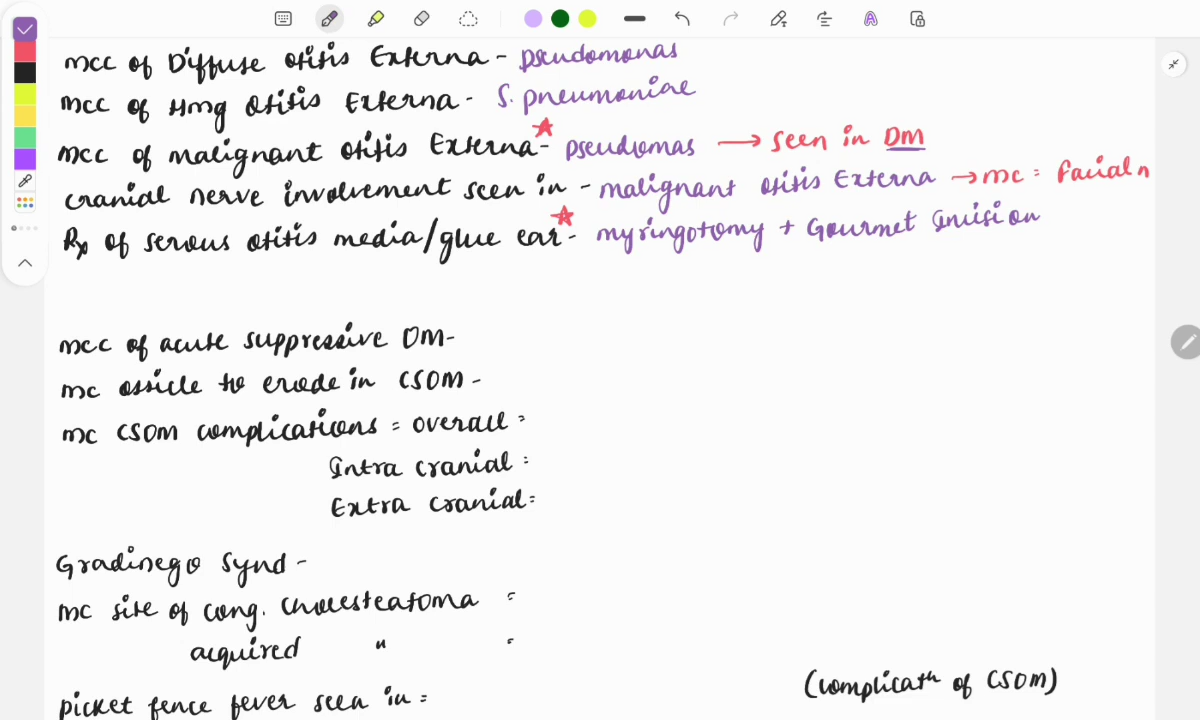 mcc of Diffuse otitis Externa - pseudomonas
mcc of Hmg Otitis Externa - S. pneumoniae
mcc of malignant otitis Externa - pseudiomas → seen in DM
cranial nerve involvement seen in - malignant otitis Externa → mc = facial n
Rx of serous otitis media/glue ear - myringotomy + Gourmet Gnuision
mcc of acute suppressive OM-
mc ossicle to erode in CSOM -
mc CSOM complications = overall =
Intra cranial =
Extra cranial =
Gradinego Synd -
mc site of cong. cholesteatoma =
acquired " =
picket fence fever seen in =
(complicatn of CSOM)